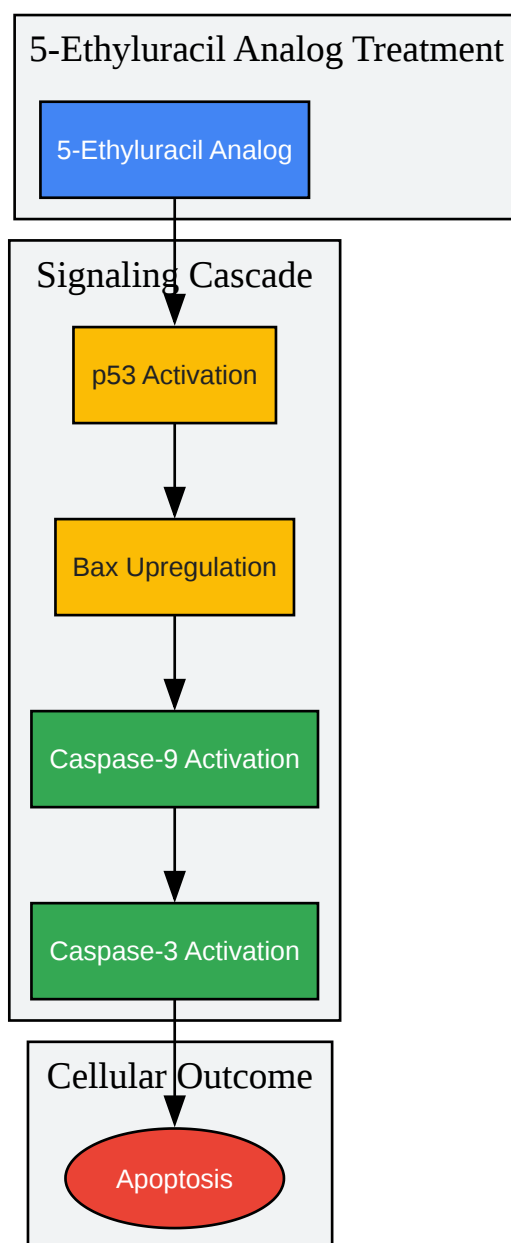 5-Ethyluracil Analog Treatment
5-Ethyluracil Analog
Signaling Cascade
p53 Activation
Bax Upregulation
Caspase-9 Activation
Caspase-3 Activation
Cellular Outcome
Apoptosis